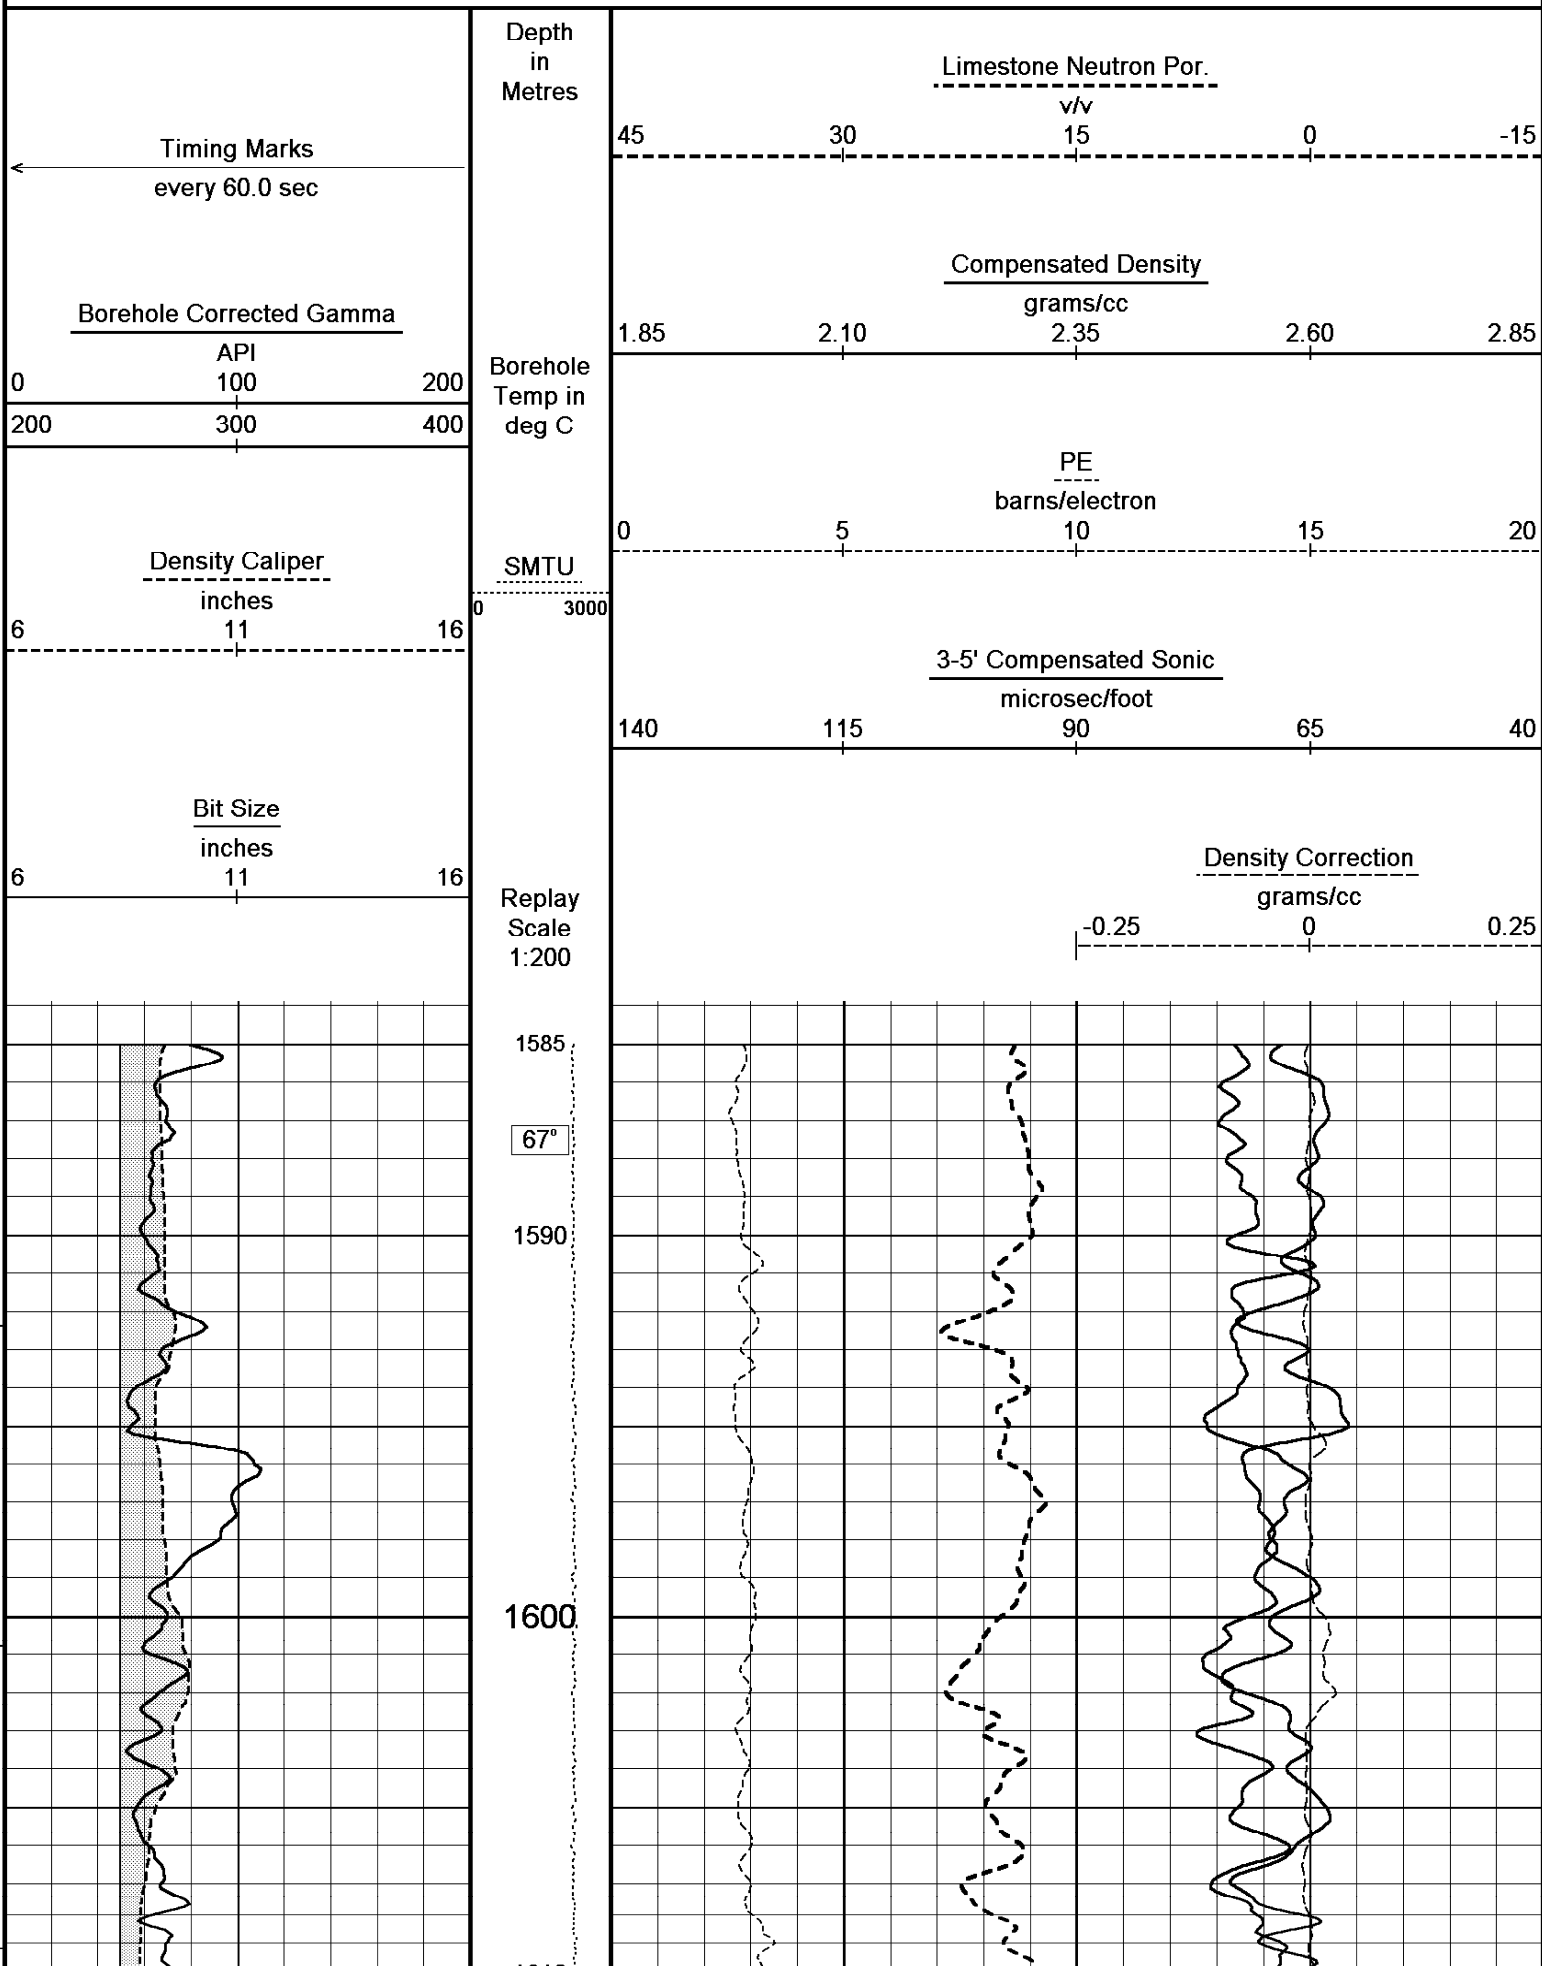 Timing Marks
every 60.0 sec
Borehole Corrected Gamma
API
0 100 200
200 300 400
Density Caliper
inches
6 11 16
Bit Size
inches
6 11 16
Depth
in
Metres
Borehole
Temp in
deg C
SMTU
0 3000
Replay
Scale
1:200
Limestone Neutron Por.
v/v
45 30 15 0 -15
Compensated Density
grams/cc
1.85 2.10 2.35 2.60 2.85
PE
barns/electron
0 5 10 15 20
3-5' Compensated Sonic
microsec/foot
140 115 90 65 40
Density Correction
grams/cc
-0.25 0 0.25
1585
67°
1590
1600